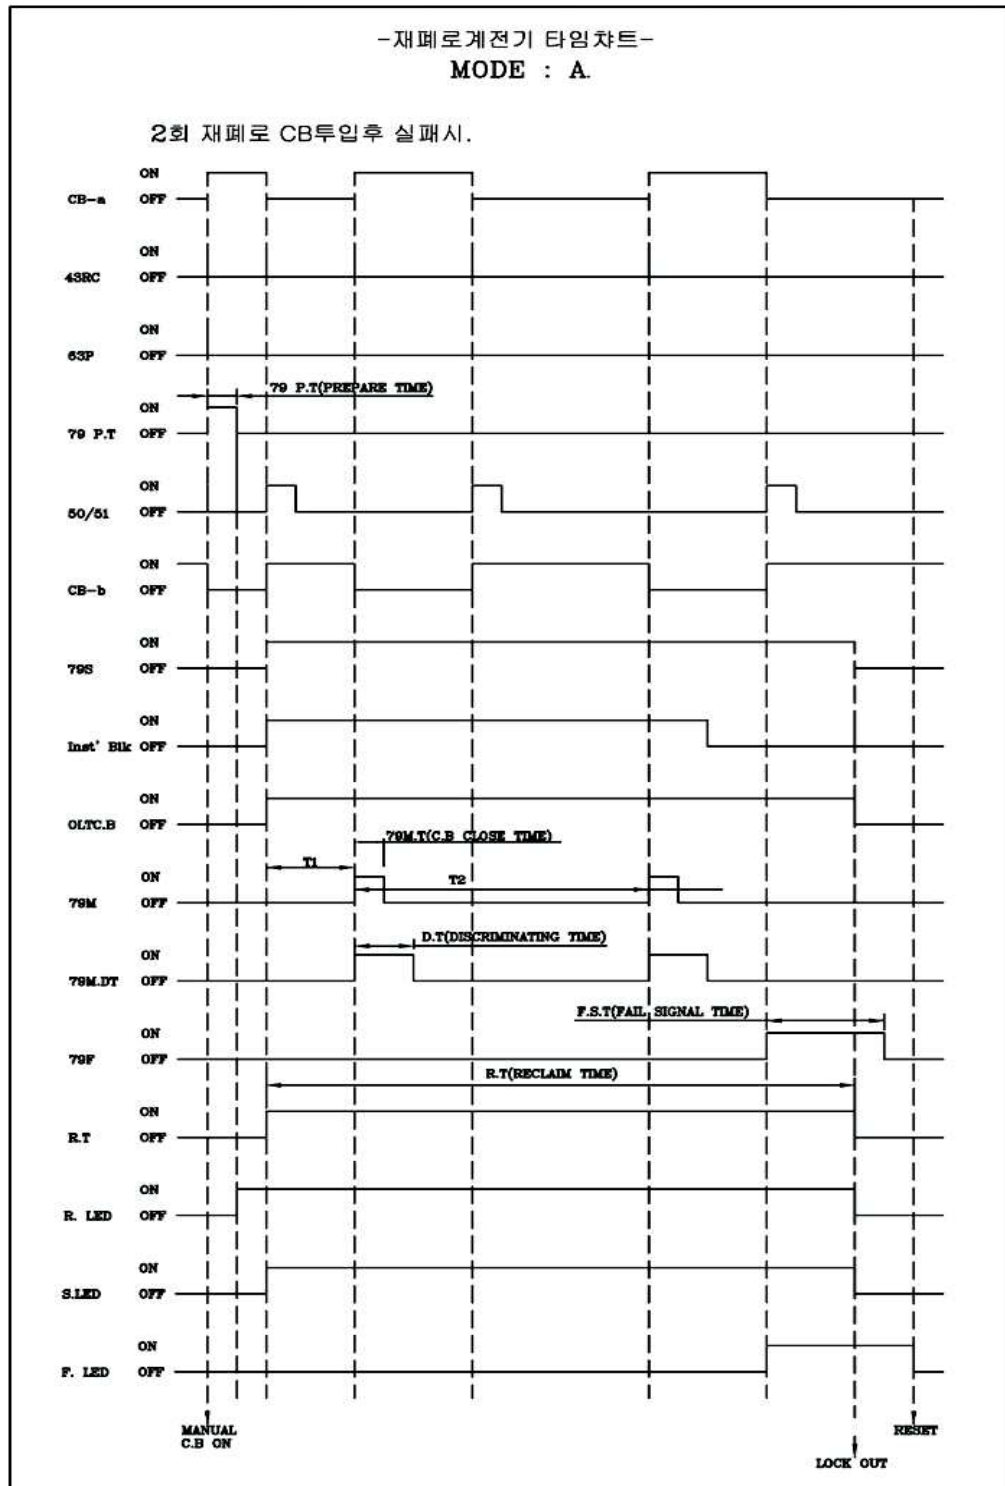 -재폐로계전기 타임챠트-
MODE : A.
2회 재폐로 CB투입후 실패시.
ON
CB-a OFF
ON
43RC OFF
ON
63P OFF
79 P.T(PREPARE TIME)
ON
79 P.T OFF
ON
50/51 OFF
ON
CB-b OFF
ON
79S OFF
ON
Inst' Blk OFF
ON
OLTC.B OFF
79M.T(C.B CLOSE TIME)
T1
ON
T2
79M OFF
D.T(DISCRIMINATING TIME)
ON
79M.DT OFF
F.S.T(FAIL SIGNAL TIME)
ON
79F OFF
R.T(RECLAIM TIME)
ON
R.T OFF
ON
R. LED OFF
ON
S.LED OFF
ON
F. LED OFF
MANUAL
C.B ON
RESET
LOCK OUT